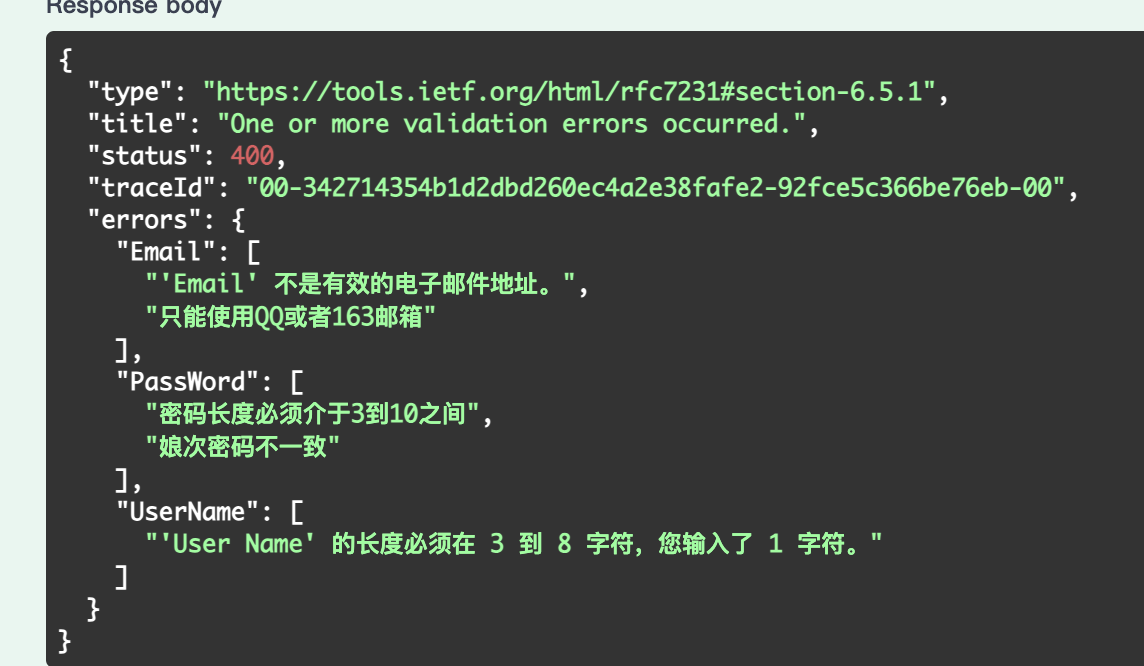 Response body
{
"type": "https://tools.ietf.org/html/rfc7231#section-6.5.1",
"title": "One or more validation errors occurred.",
"status": 400,
"traceId": "00-342714354b1d2dbd260ec4a2e38fafe2-92fce5c366be76eb-00",
"errors": {
"Email": [
"'Email' 不是有效的电子邮件地址。",
"只能使用QQ或者163邮箱"
],
"PassWord": [
"密码长度必须介于3到10之间",
"娘次密码不一致"
],
"UserName": [
"'User Name' 的长度必须在 3 到 8 字符，您输入了 1 字符。"
]
}
}